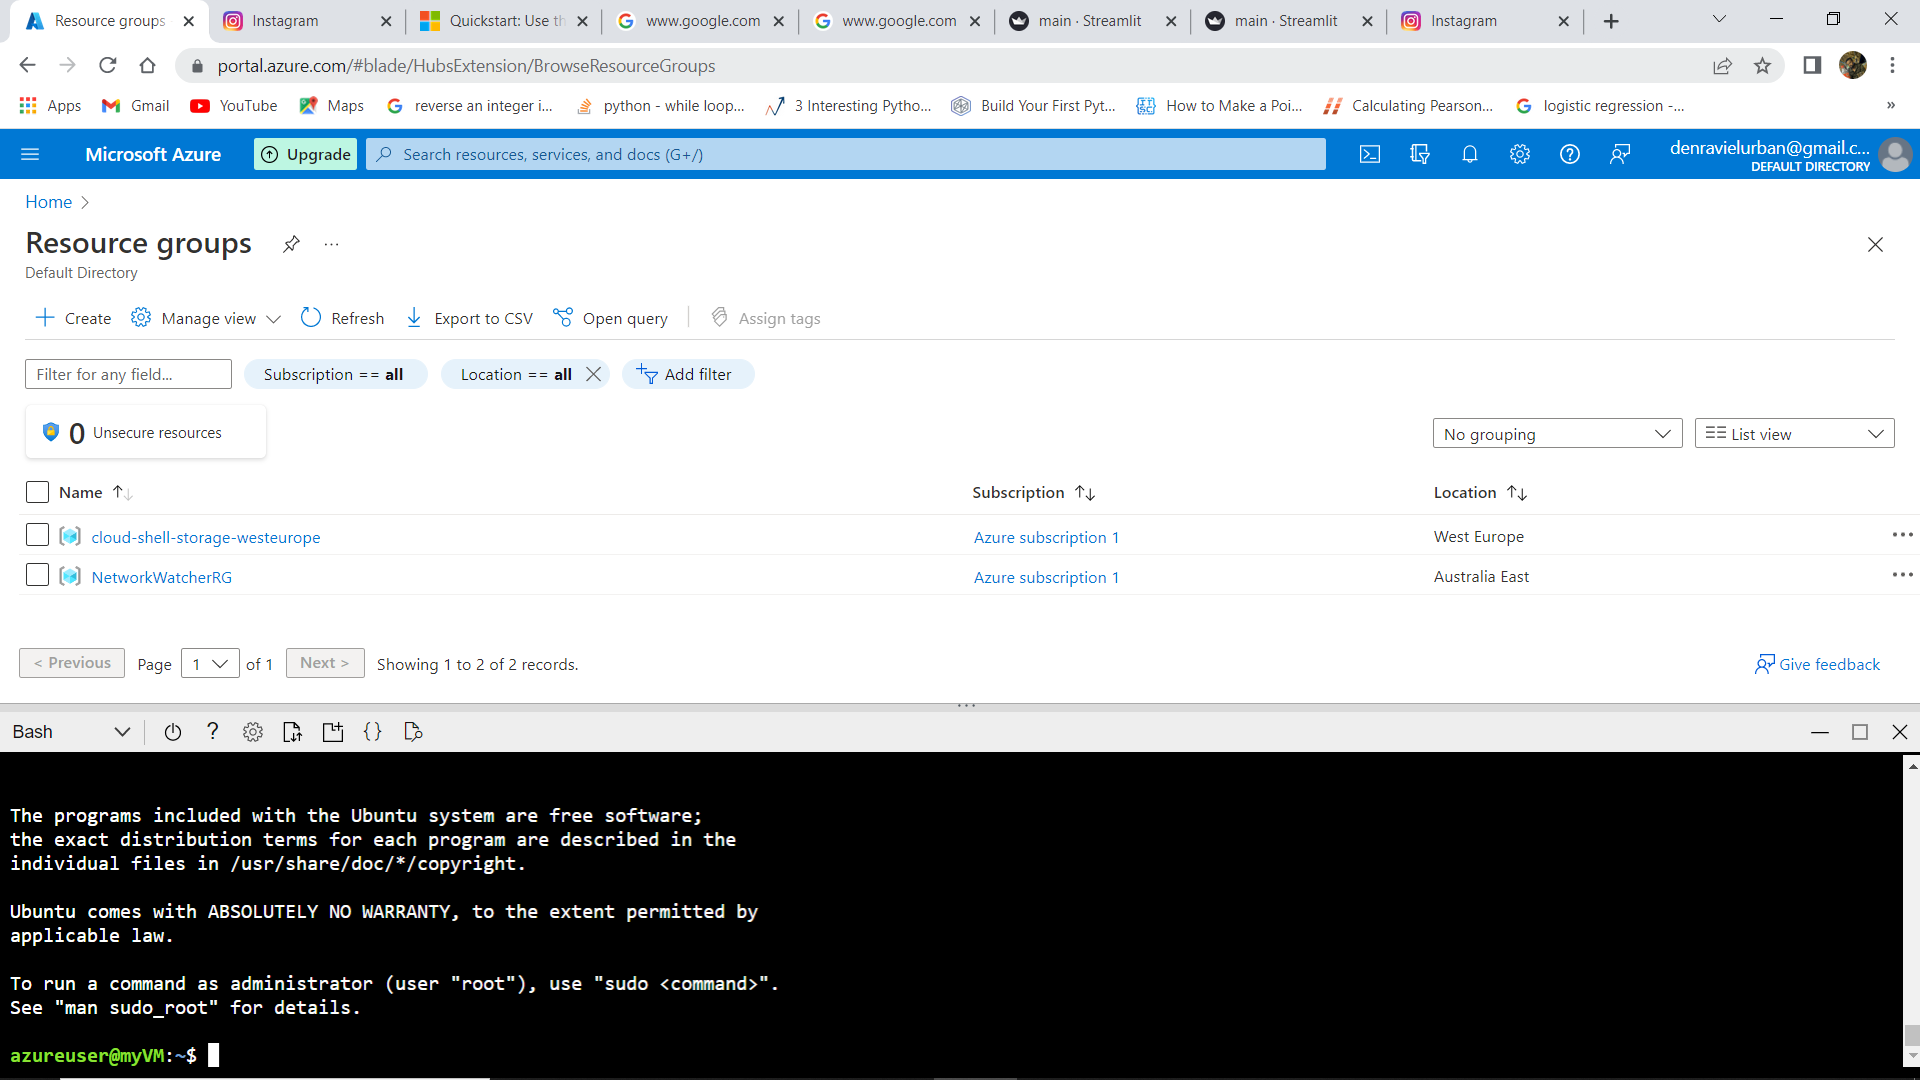 Resource groups
Instagram
Quickstart: Use th
www.google.com
www.google.com
main · Streamlit
main · Streamlit
Instagram
portal.azure.com/#blade/HubsExtension/BrowseResourceGroups
Apps
Gmail
YouTube
Maps
reverse an integer i...
python - while loop...
3 Interesting Pytho...
Build Your First Pyt...
How to Make a Poi...
Calculating Pearson...
logistic regression -...
»
Microsoft Azure
Upgrade
Search resources, services, and docs (G+/)
denravielurban@gmail.c...
DEFAULT DIRECTORY
Home
Resource groups
...
Default Directory
Create
Manage view
Refresh
Export to CSV
Open query
Assign tags
Filter for any field...
Subscription == all
Location == all
Add filter
0 Unsecure resources
No grouping
List view
Name
Subscription
Location
cloud-shell-storage-westeurope
Azure subscription 1
West Europe
NetworkWatcherRG
Azure subscription 1
Australia East
< Previous
Page
1
of 1
Next >
Showing 1 to 2 of 2 records.
Give feedback
Bash
?
{}
The programs included with the Ubuntu system are free software;
the exact distribution terms for each program are described in the
individual files in /usr/share/doc/*/copyright.
Ubuntu comes with ABSOLUTELY NO WARRANTY, to the extent permitted by
applicable law.
To run a command as administrator (user "root"), use "sudo <command>".
See "man sudo_root" for details.
azureuser@myVM:~$